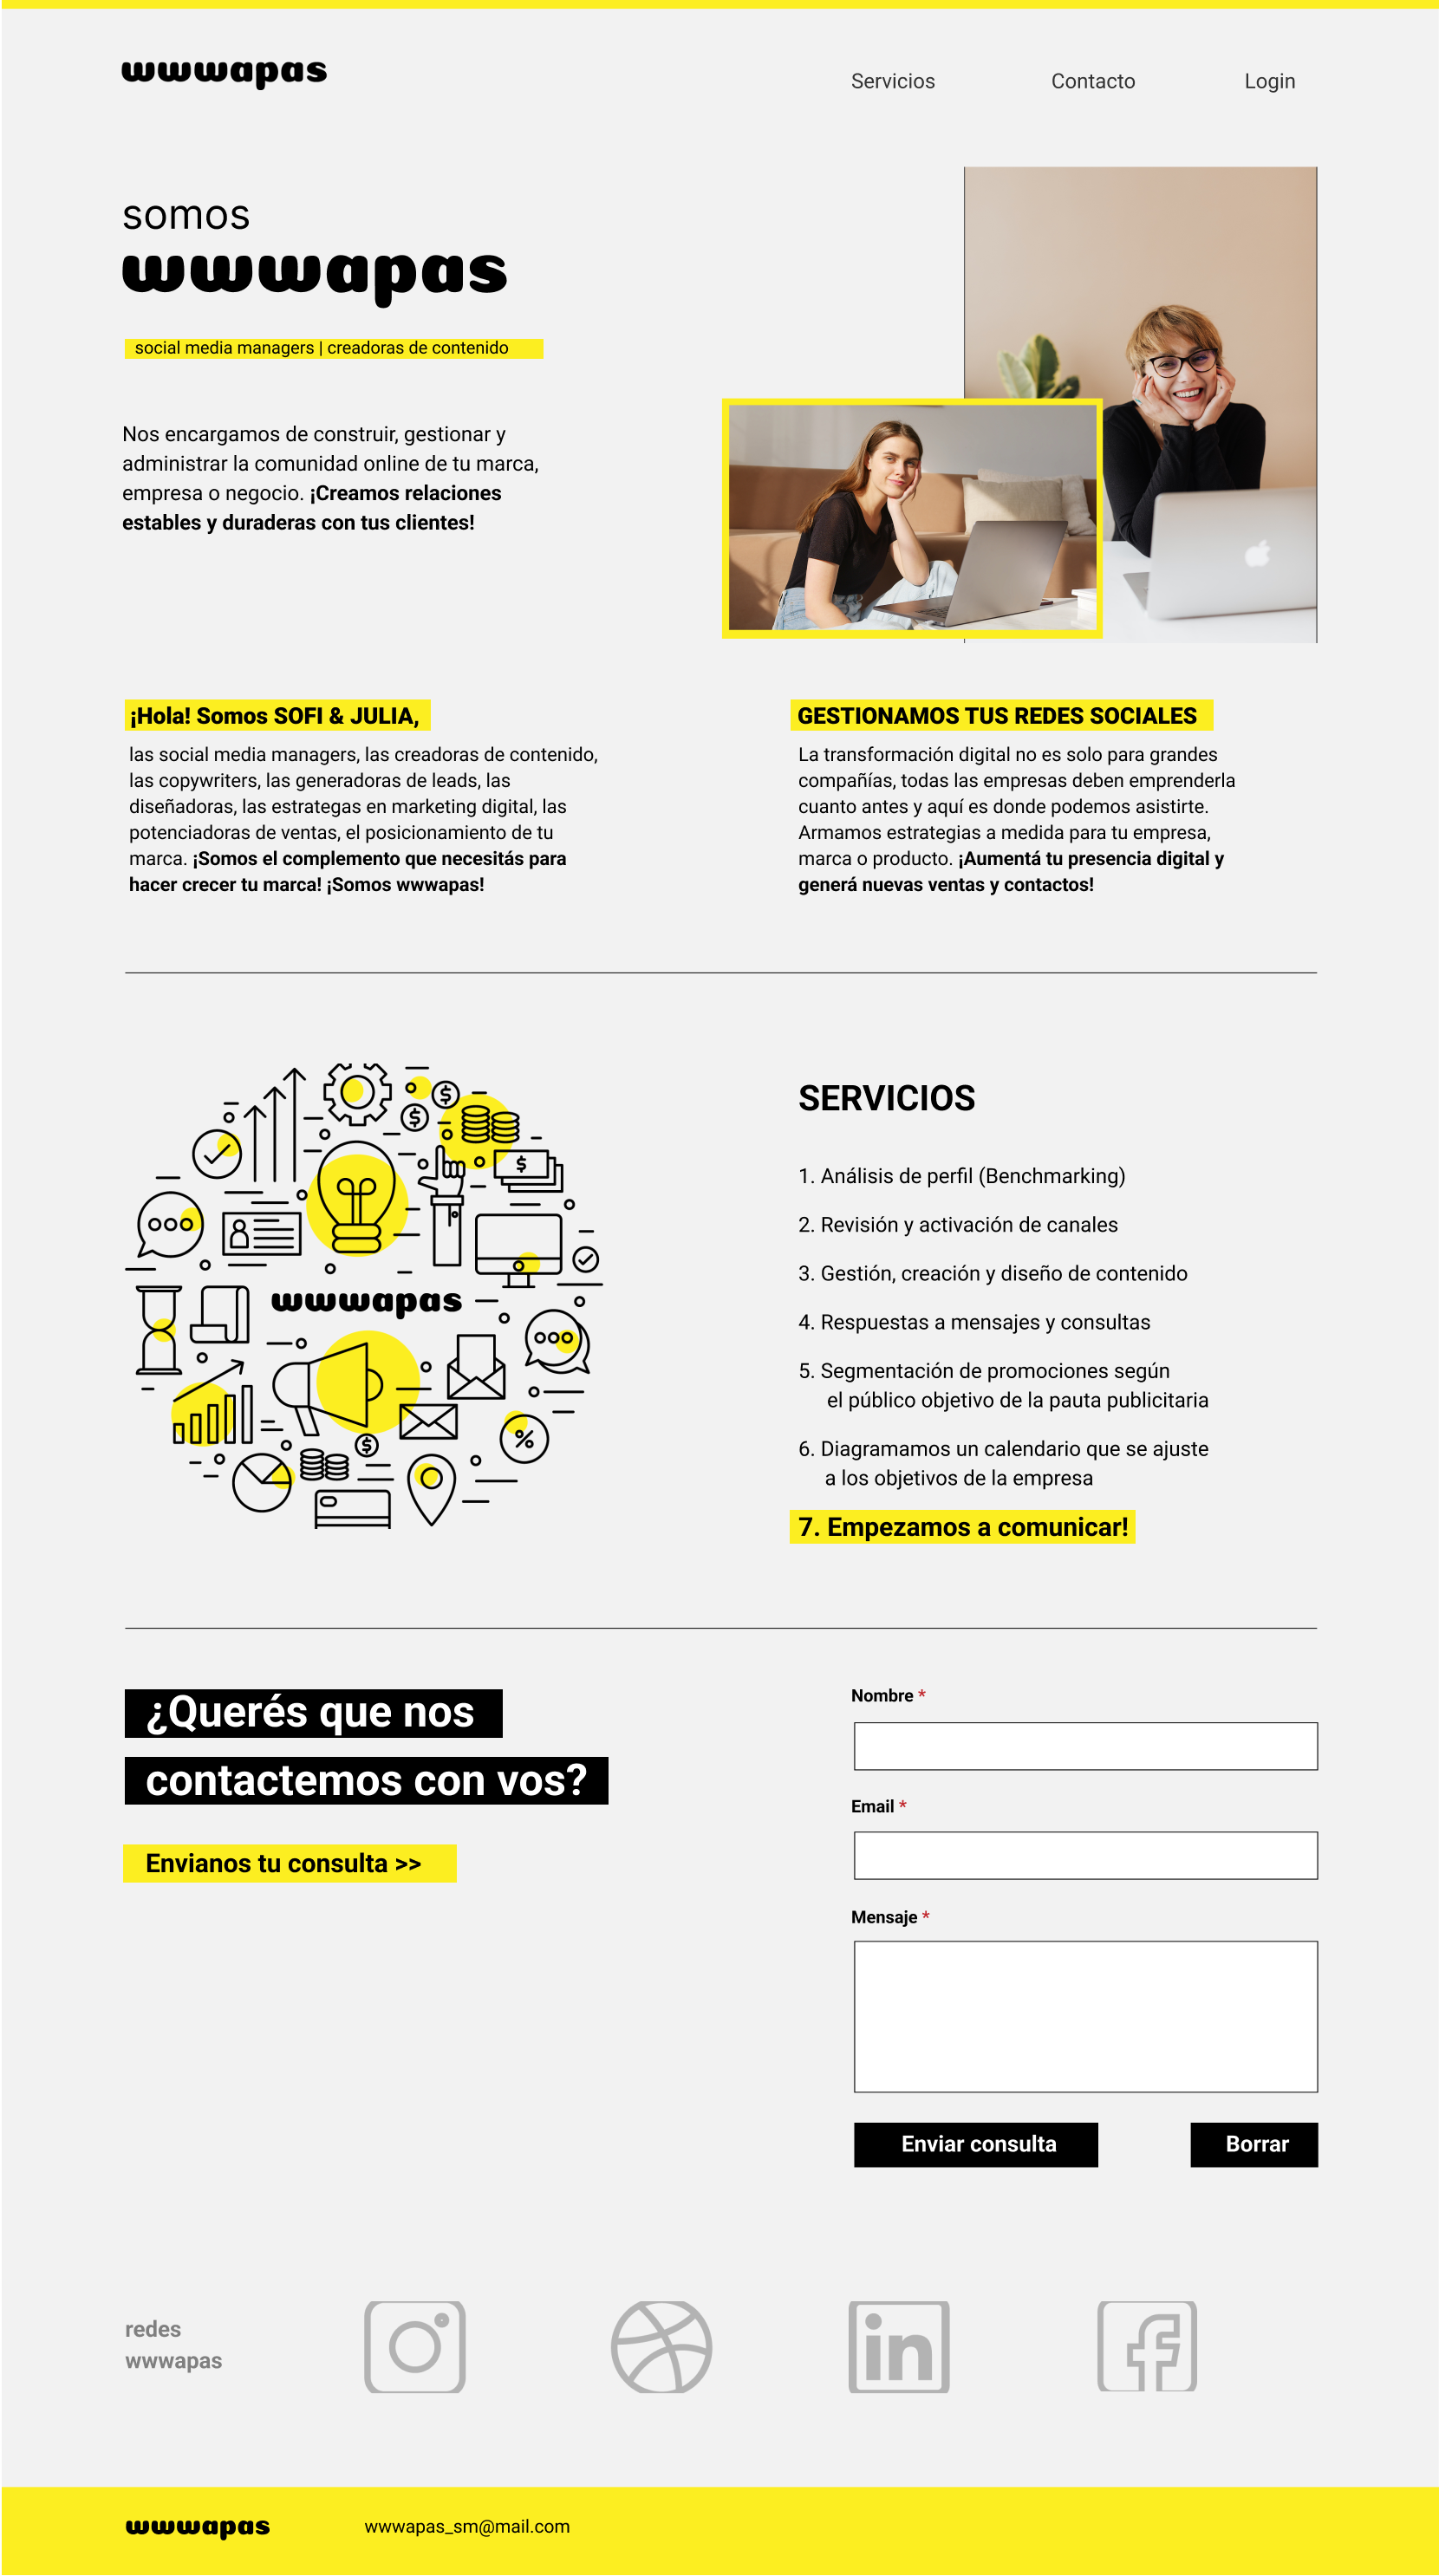 wwwapas
Servicios
Contacto
Login
somos
wwwapas
social media managers | creadoras de contenido
Nos encargamos de construir, gestionar y
administrar la comunidad online de tu marca,
empresa o negocio. ¡Creamos relaciones
estables y duraderas con tus clientes!
¡Hola! Somos SOFI & JULIA,
las social media managers, las creadoras de contenido,
las copywriters, las generadoras de leads, las
diseñadoras, las estrategas en marketing digital, las
potenciadoras de ventas, el posicionamiento de tu
marca. ¡Somos el complemento que necesitás para
hacer crecer tu marca! ¡Somos wwwapas!
GESTIONAMOS TUS REDES SOCIALES
La transformación digital no es solo para grandes
compañías, todas las empresas deben emprenderla
cuanto antes y aquí es donde podemos asistirte.
Armamos estrategias a medida para tu empresa,
marca o producto. ¡Aumentá tu presencia digital y
generá nuevas ventas y contactos!
wwwapas
SERVICIOS
1. Análisis de perfil (Benchmarking)
2. Revisión y activación de canales
3. Gestión, creación y diseño de contenido
4. Respuestas a mensajes y consultas
5. Segmentación de promociones según
el público objetivo de la pauta publicitaria
6. Diagramamos un calendario que se ajuste
a los objetivos de la empresa
7. Empezamos a comunicar!
¿Querés que nos
contactemos con vos?
Envianos tu consulta >>
Nombre *
Email *
Mensaje *
Enviar consulta
Borrar
redes
wwwapas
in
wwwapas
wwwapas_sm@mail.com